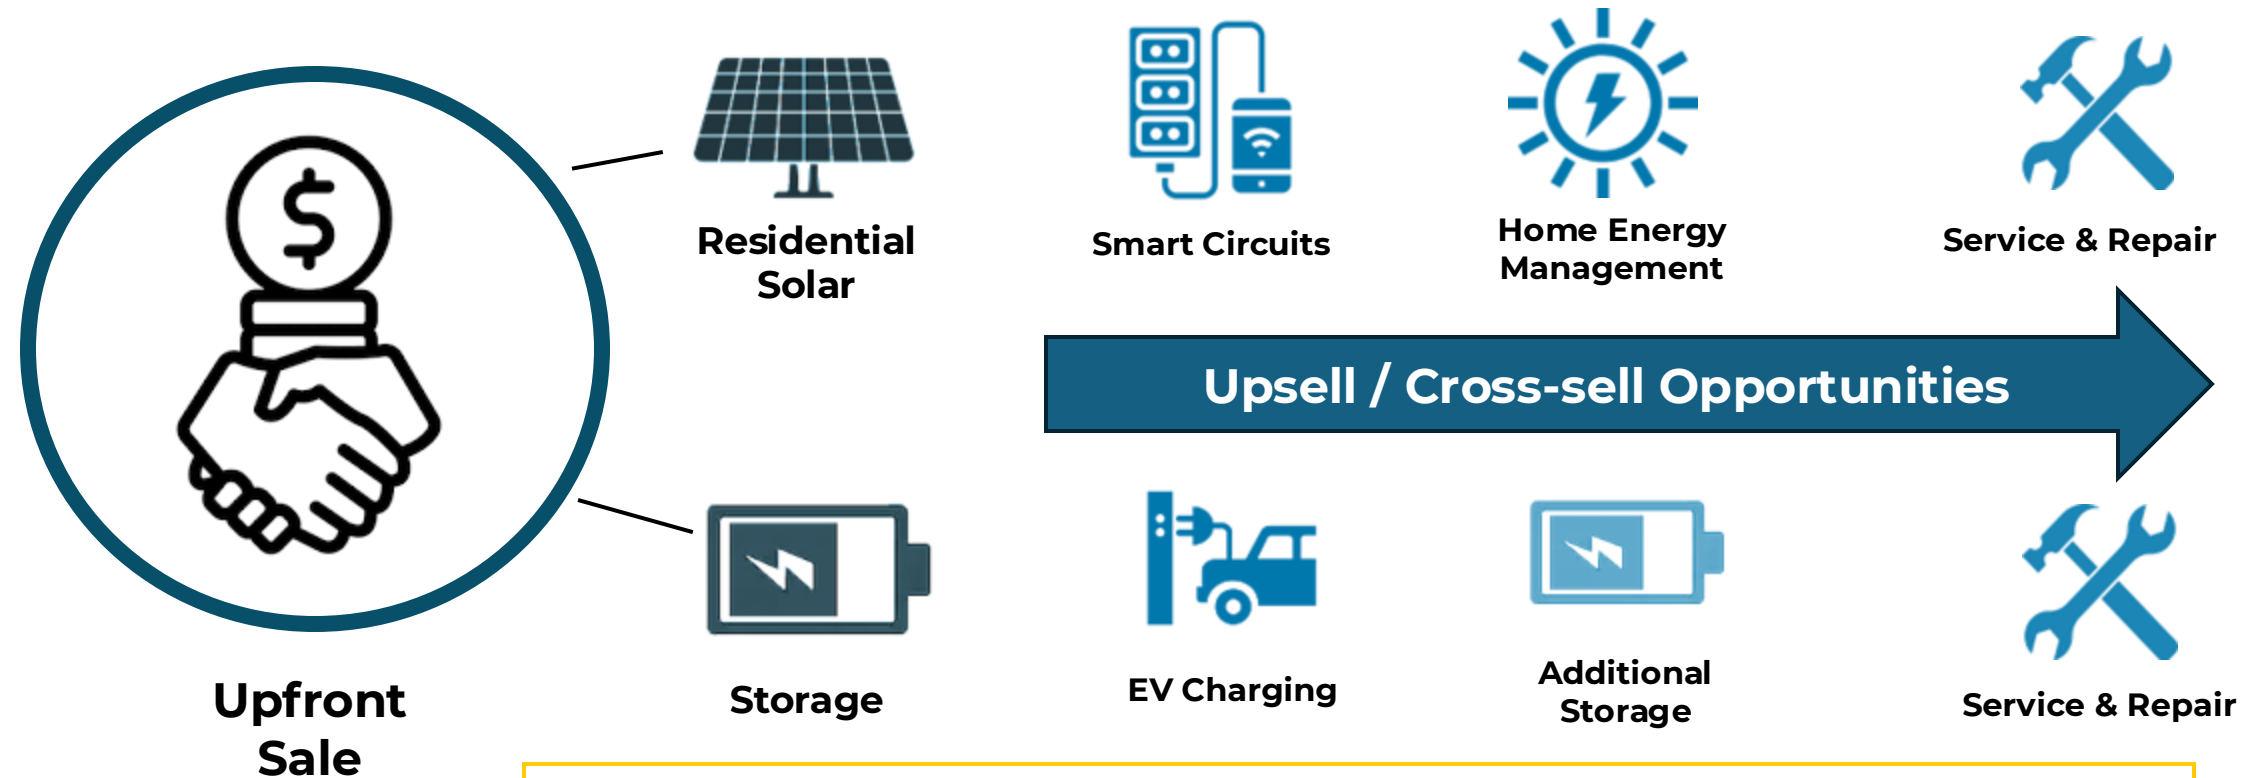 $
Residential
Solar
Smart Circuits
Home Energy
Management
Service & Repair
Upsell / Cross-sell Opportunities
Upfront
Sale
Storage
EV Charging
Additional
Storage
Service & Repair